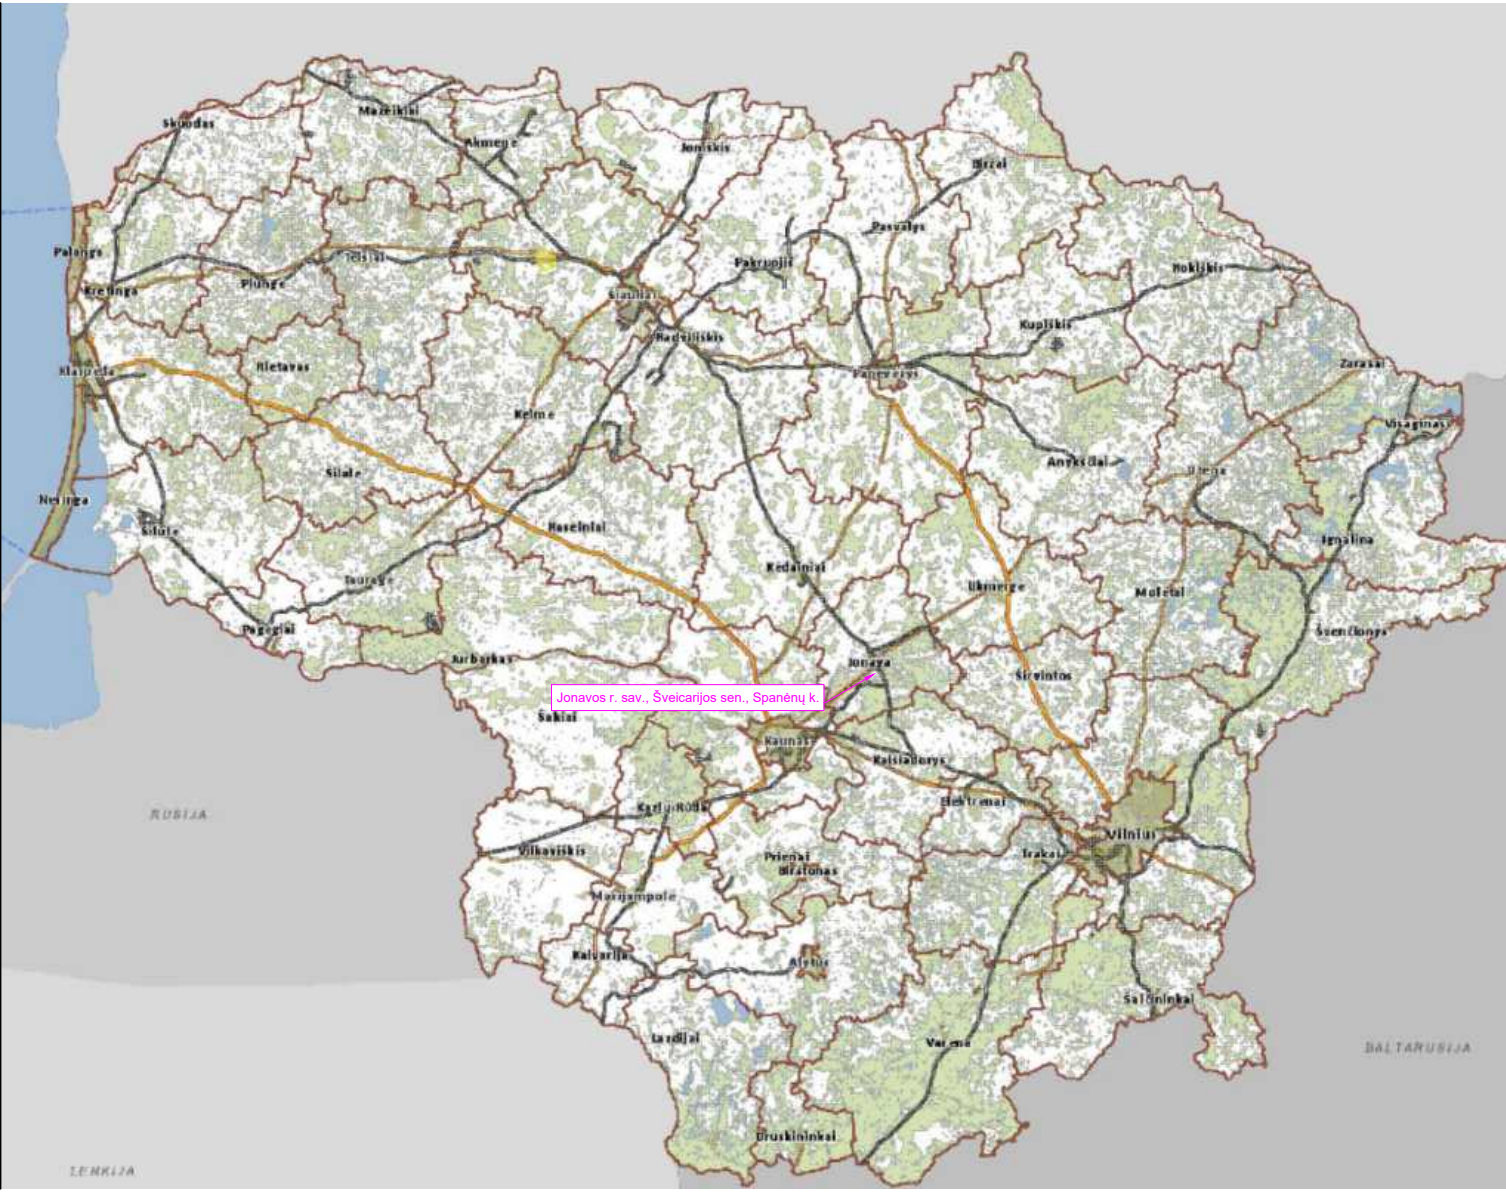 Mažeikiai
Skuodas
Akmenė
Joniškis
Biržai
Pasvalys
Palanga
Telšiai
Pakruojis
Rokiškis
Kretinga
Plungė
Šiauliai
Kupiškis
Radviliškis
Rietavas
Klaipėda
Panevėžys
Zarasai
Kelmė
Visaginas
Šilalė
Anykščiai
Utena
Neringa
Šilutė
Raseiniai
Ignalina
Tauragė
Kėdainiai
Ukmergė
Molėtai
Pagėgiai
Švenčionys
Jurbarkas
Jonava
Širvintos
Jonavos r. sav., Šveicarijos sen., Spanėnų k.
Šakiai
Kaunas
Kaišiadorys
Kazlų Rūda
Elektrėnai
RUSIJA
Vilnius
Vilkaviškis
Prienai
Trakai
Birštonas
Marijampolė
Kalvarija
Alytus
Šalčininkai
Lazdijai
Varėna
BALTARUSIJA
Druskininkai
LENKIJA